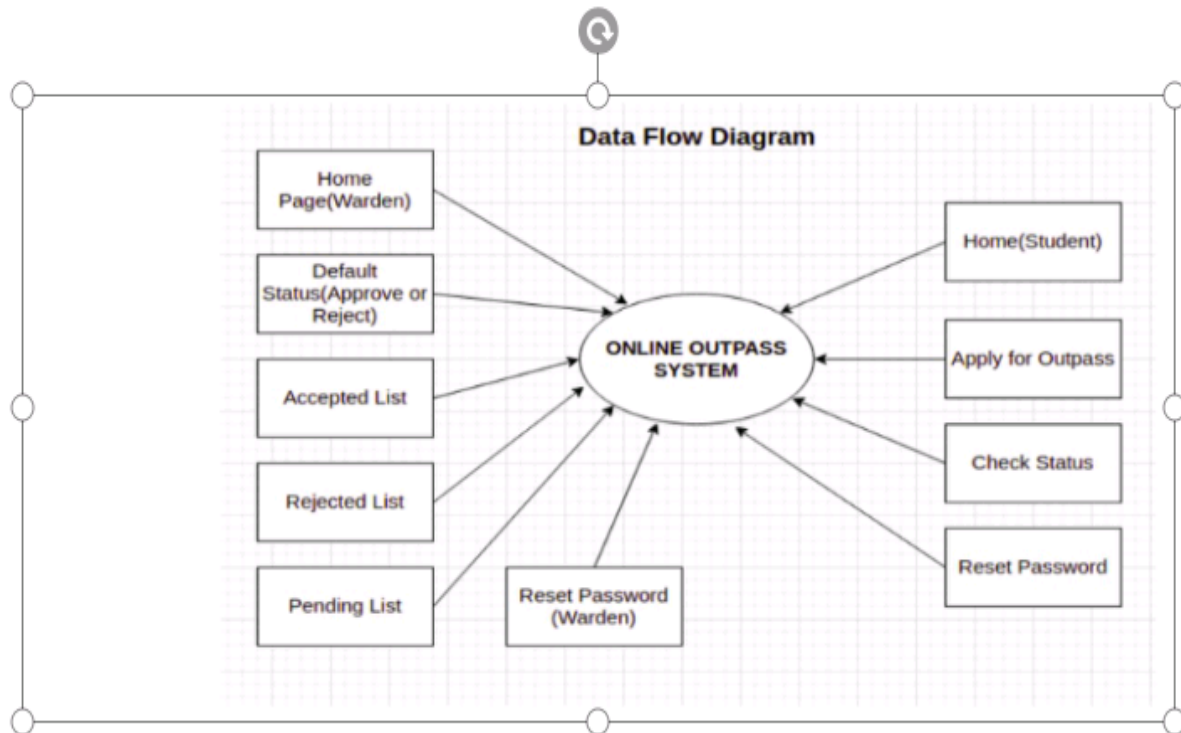 Data Flow Diagram
Home
Page(Warden)
Default
Status(Approve or
Reject)
Accepted List
Rejected List
Pending List
Reset Password
(Warden)
ONLINE OUTPASS
SYSTEM
Home(Student)
Apply for Outpass
Check Status
Reset Password